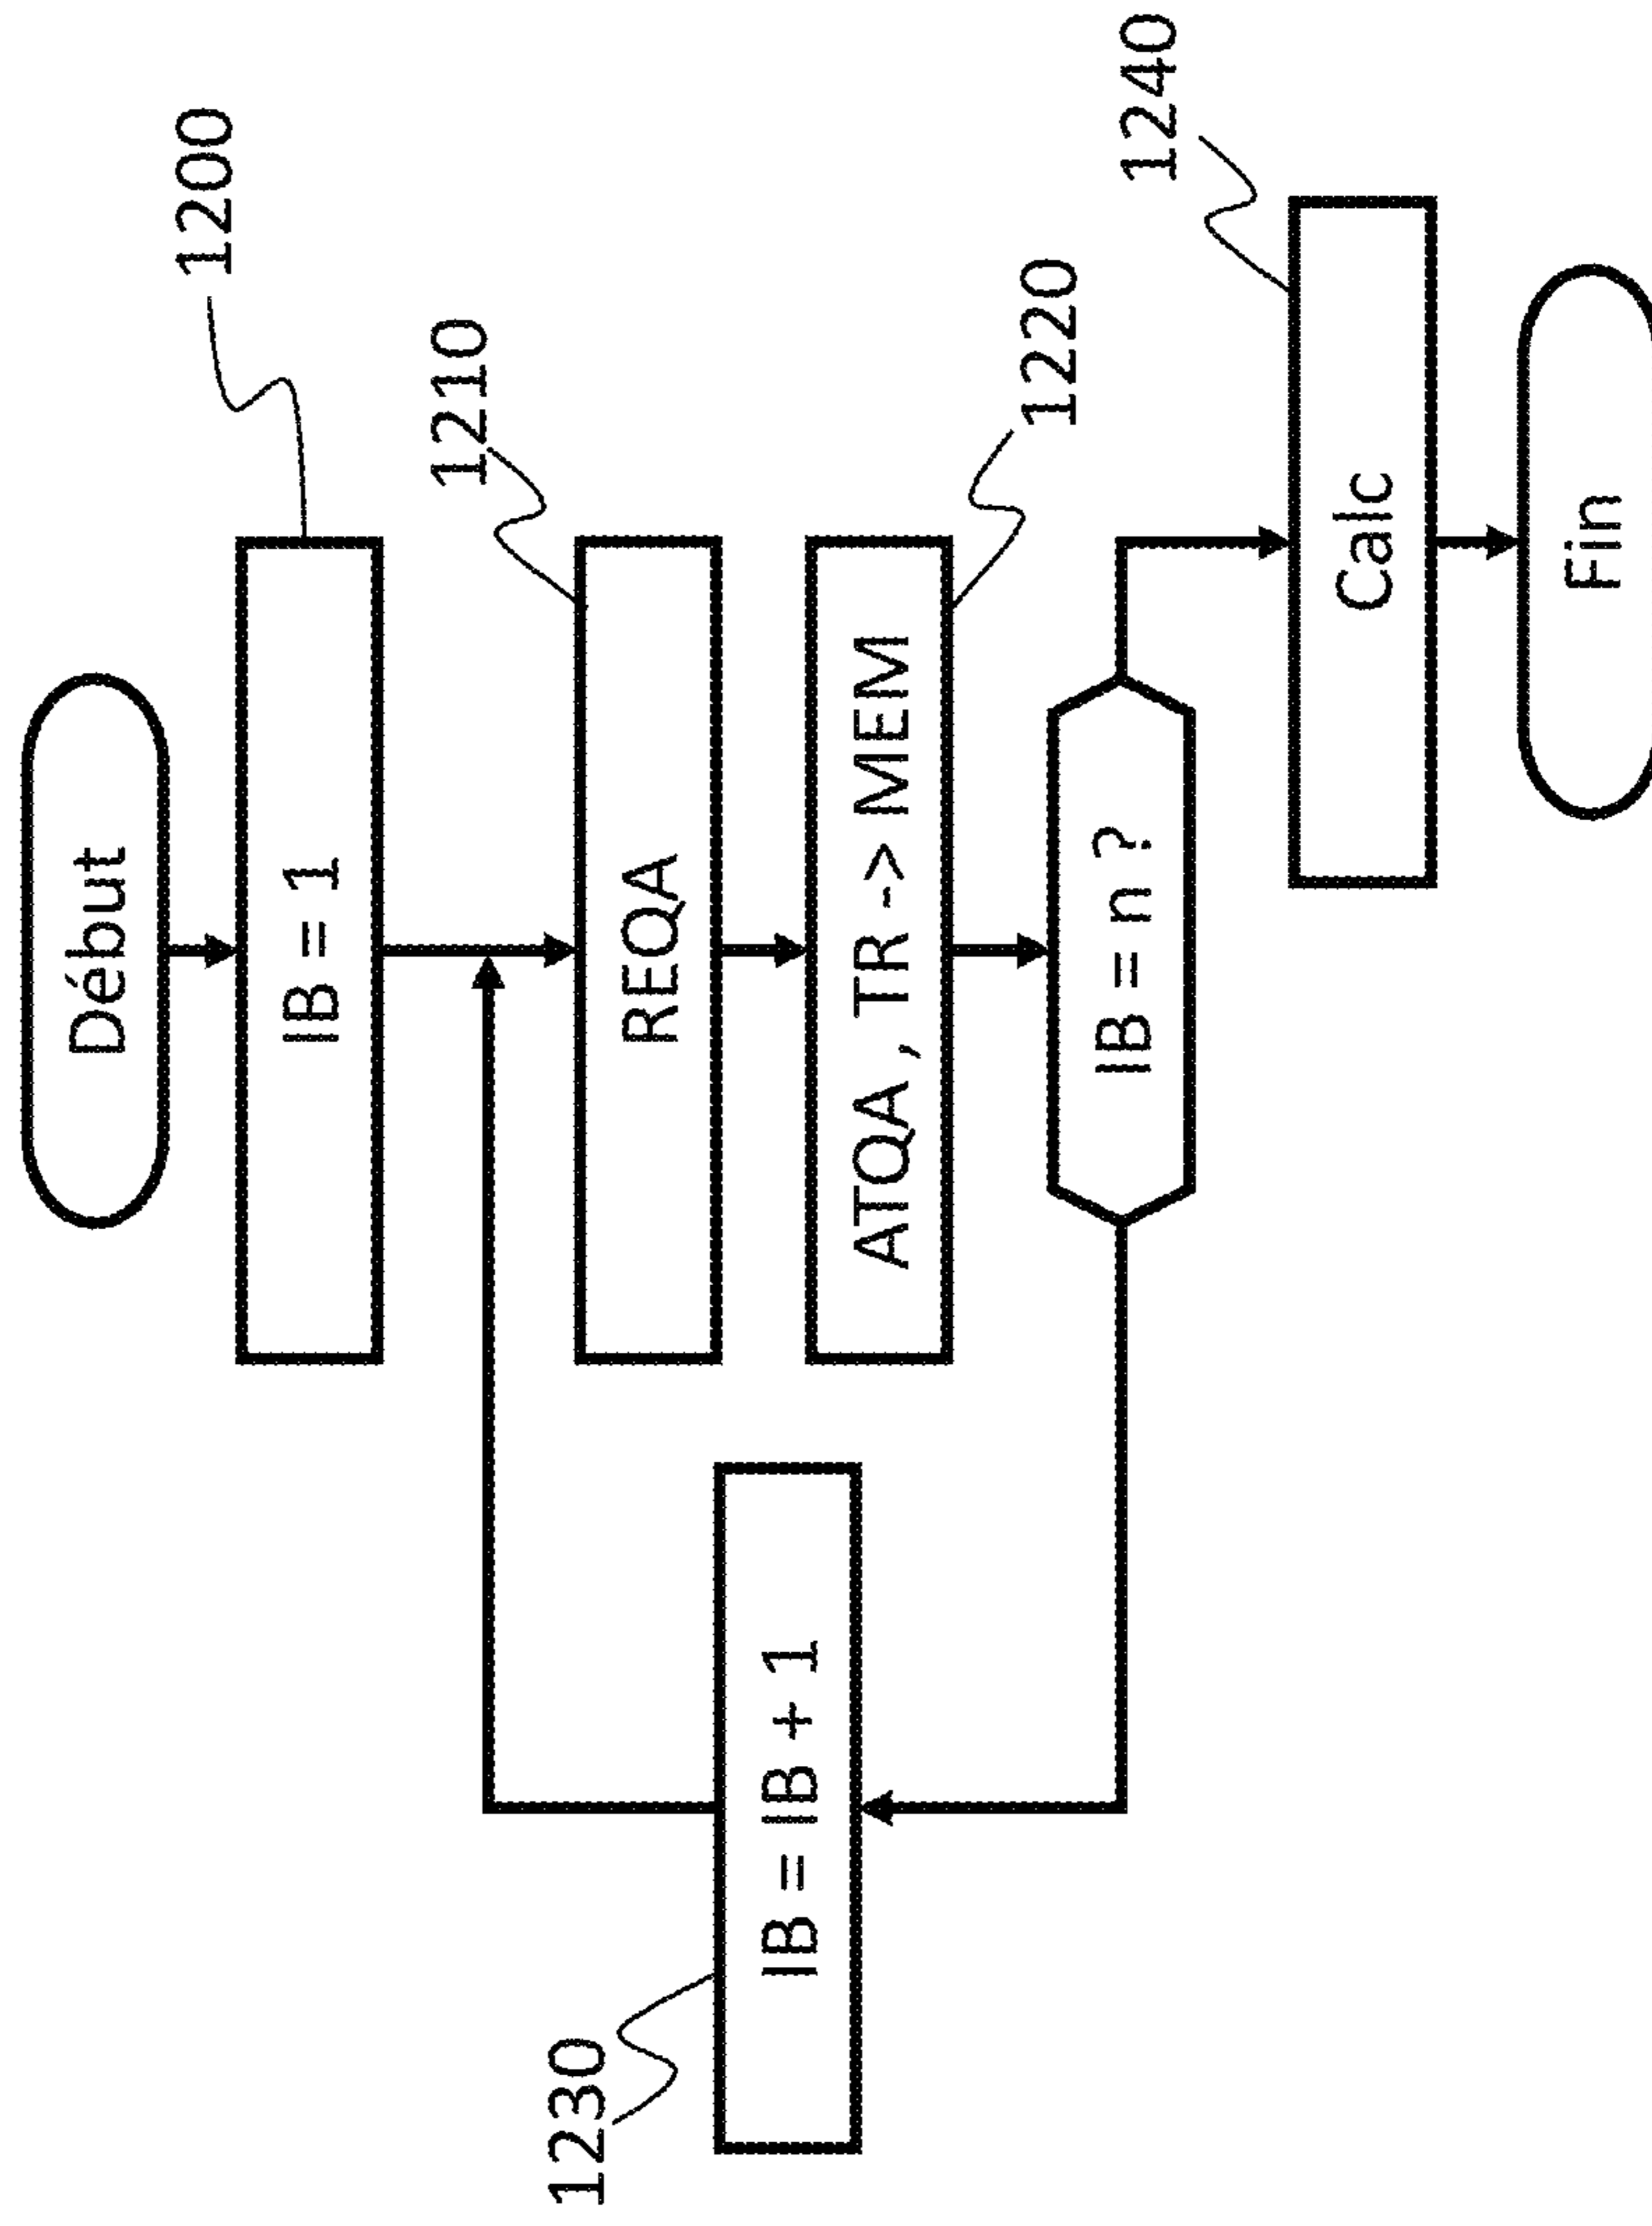 Début
1200
IB = 1
1210
REQA
1230
IB = IB + 1
ATQA , TR -> MEM
1220
IB = n ?
1240
Calc
Fin